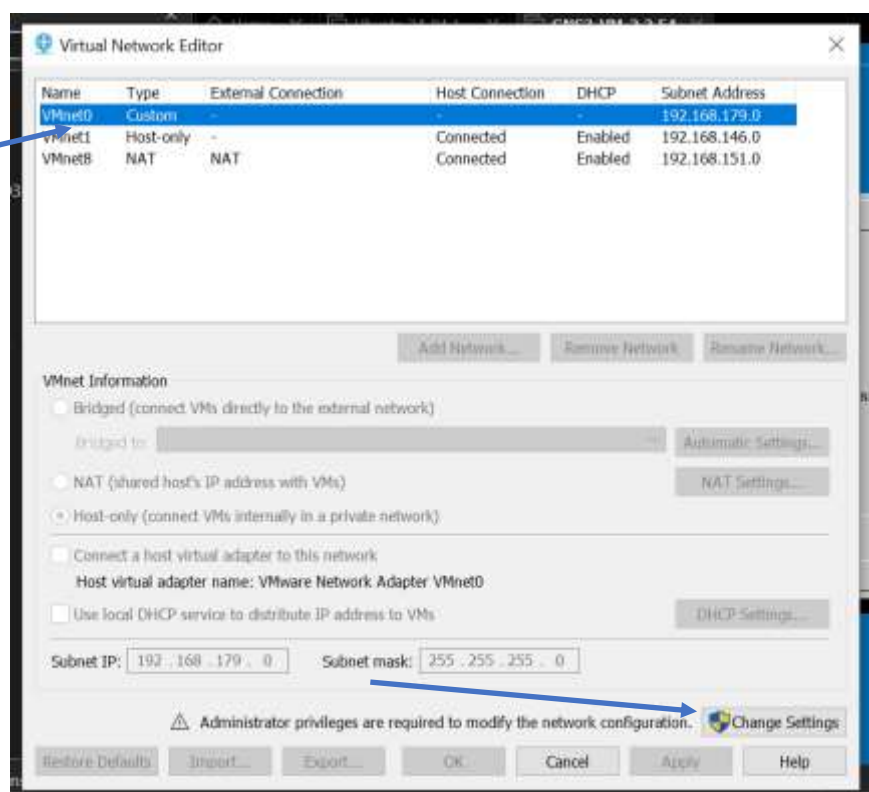 Virtual Network Editor
Name Type External Connection Host Connection DHCP Subnet Address
VMnet0 Custom - - - 192.168.179.0
VMnet1 Host-only - Connected Enabled 192.168.146.0
VMnet8 NAT NAT Connected Enabled 192.168.151.0
Add Network... Remove Network Rename Network...
VMnet Information
Bridged (connect VMs directly to the external network)
Bridged to: Automatic Settings...
NAT (shared host's IP address with VMs) NAT Settings...
Host-only (connect VMs internally in a private network)
Connect a host virtual adapter to this network
Host virtual adapter name: VMware Network Adapter VMnet0
Use local DHCP service to distribute IP address to VMs DHCP Settings...
Subnet IP: 192 . 168 . 179 . 0 Subnet mask: 255 . 255 . 255 . 0
Administrator privileges are required to modify the network configuration. Change Settings
Restore Defaults Import... Export... OK Cancel Apply Help